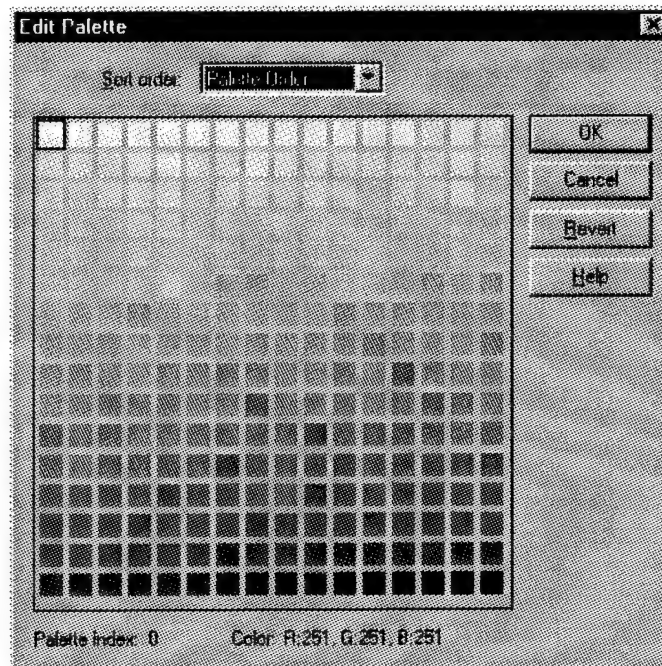 Edit Palette
Sort order: Palette Order
OK
Cancel
Revert
Help
Palette index: 0 Color: R:251, G:251, B:251